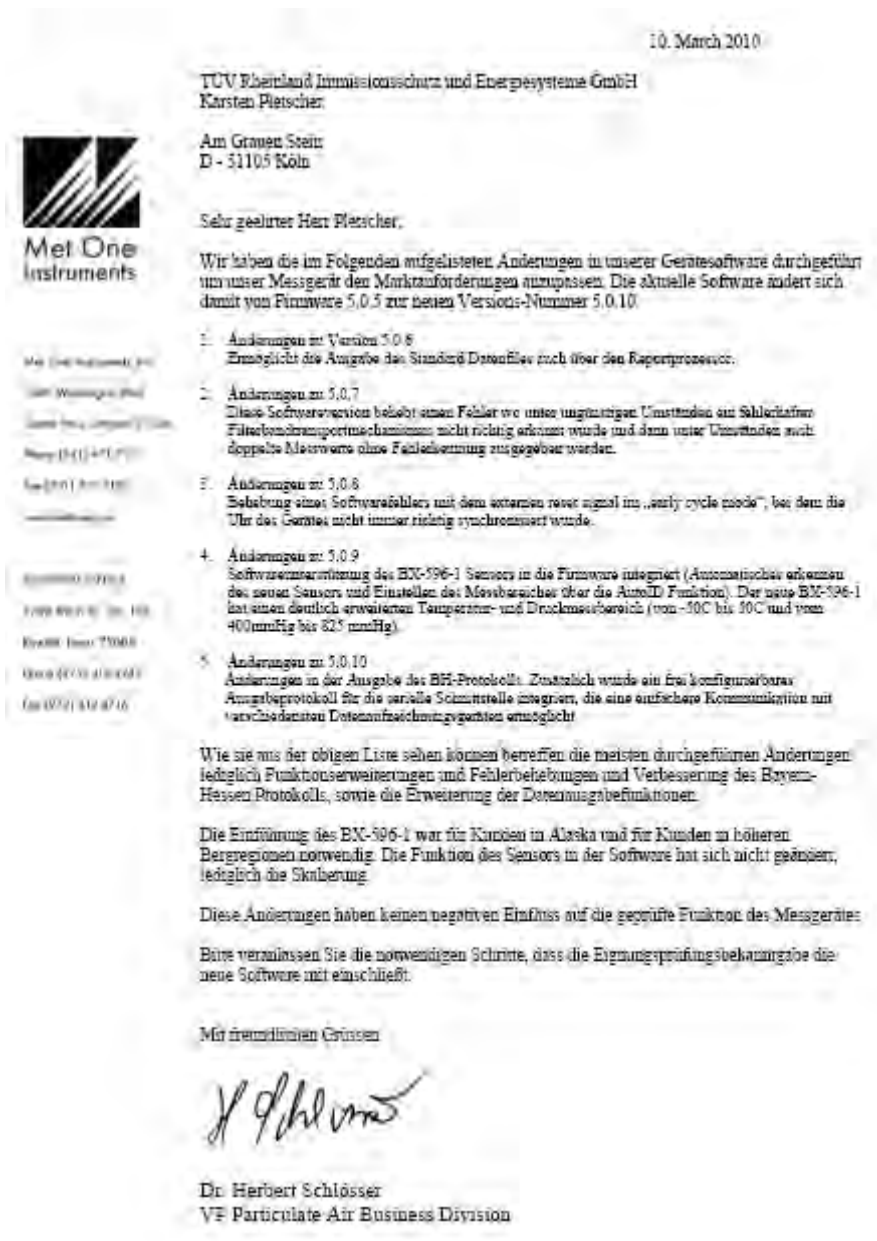 10. March 2010
TÜV Rheinland Immissionsschutz und Energiesysteme GmbH
Karsten Pletscher
Am Grauen Stein
D - 51105 Köln
Met One
Instruments
Sehr geehrter Herr Pletscher,
Wir haben die im Folgenden aufgelisteten Änderungen in unserer Gerätesoftware durchgeführt
um unser Messgerät den Marktanforderungen anzupassen. Die aktuelle Software ändert sich
damit von Firmware 5.0.5 zur neuen Versions-Nummer 5.0.10.
1. Änderungen zu Version 5.0.6
Ermöglicht die Ausgabe des Standard Datenfiles auch über den Reportprozessor.
2. Änderungen zu 5.0.7
Diese Softwareversion behebt einen Fehler wo unter ungünstigen Umständen ein fehlerhafter
Filterbandtransportmechanismus nicht richtig erkannt wurde und dann unter Umständen auch
doppelte Messwerte ohne Fehlerkennung ausgegeben werden.
3. Änderungen zu 5.0.8
Behebung eines Softwarefehlers mit dem externen reset signal im „early cycle mode“, bei dem die
Uhr des Gerätes nicht immer richtig synchronisiert wurde.
4. Änderungen zu 5.0.9
Softwareunterstützung des BX-596-1 Sensors in die Firmware integriert (Automatisches erkennen
des neuen Sensors und Einstellen des Messbereiches über die AutoID Funktion). Der neue BX-596-1
hat einen deutlich erweiterten Temperatur- und Druckmessbereich (von -50C bis 50C und vom
400mmHg bis 825 mmHg).
5. Änderungen zu 5.0.10
Änderungen in der Ausgabe des BH-Protokolls. Zusätzlich wurde ein frei konfigurierbares
Ausgabeprotokoll für die serielle Schnittstelle integriert, die eine einfachere Kommunikation mit
verschiedensten Datenaufzeichnungsgeräten ermöglicht
Wie sie aus der obigen Liste sehen können betreffen die meisten durchgeführten Änderungen
lediglich Funktionserweiterungen und Fehlerbehebungen und Verbesserung des Bayern-
Hessen Protokolls, sowie die Erweiterung der Datenausgabefunktionen.
Die Einführung des BX-596-1 war für Kunden in Alaska und für Kunden in höheren
Bergregionen notwendig. Die Funktion des Sensors in der Software hat sich nicht geändert,
lediglich die Skalierung.
Diese Änderungen haben keinen negativen Einfluss auf die geprüfte Funktion des Messgerätes
Bitte veranlassen Sie die notwendigen Schritte, dass die Eignungsprüfungsbekanntgabe die
neue Software mit einschließt.
Mit freundlichen Grüssen
Dr. Herbert Schlösser
VP Particulate Air Business Division